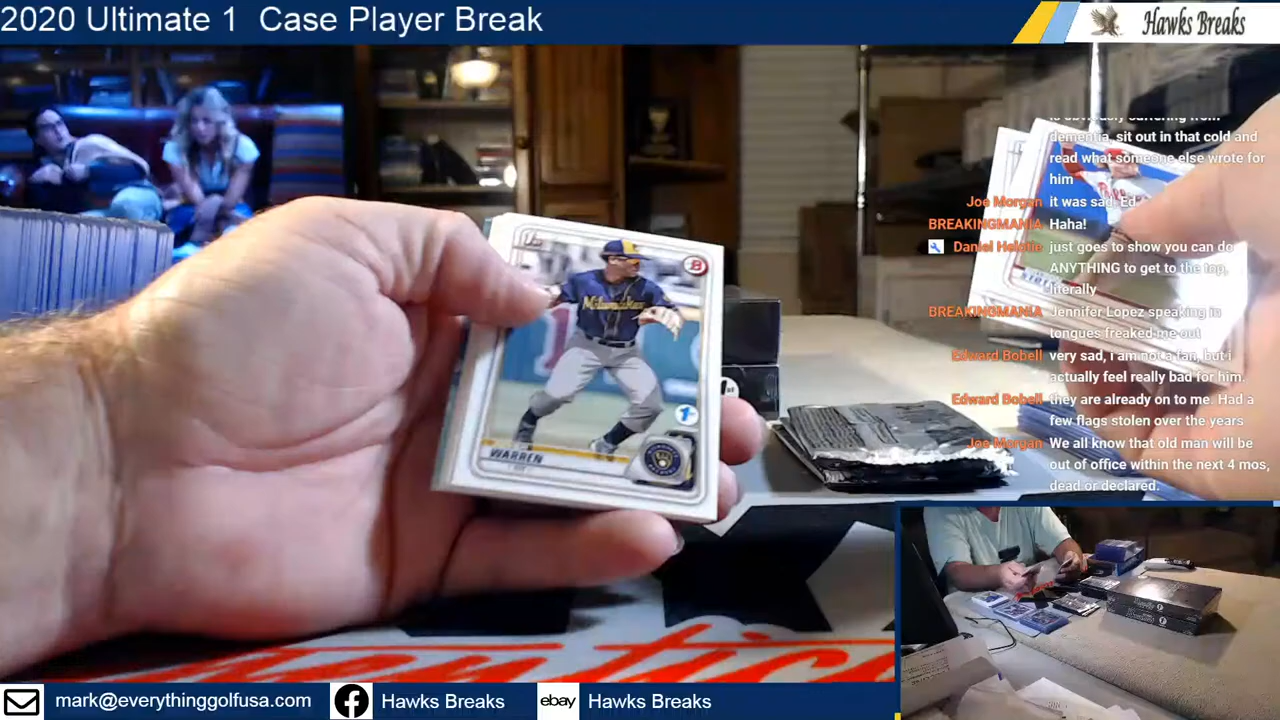 2020 Ultimate 1 Case Player Break
Hawks Breaks
dementia, sit out in that cold and
read what someone else wrote for
him
Joe Morgan it was sad, Ed
BREAKINGMANIA Haha!
Daniel Helotie just goes to show you can do
ANYTHING to get to the top,
literally
BREAKINGMANIA Jennifer Lopez speaking in
tongues freaked me out
Edward Bobell very sad, I am not a fan, but i
actually feel really bad for him.
Edward Bobell they are already on to me. Had a
few flags stolen over the years
Joe Morgan We all know that old man will be
out of office within the next 4 mos,
dead or declared.
1st
B
Milwaukee
1st
WARREN
mark@everythinggolfusa.com
Hawks Breaks
ebay
Hawks Breaks